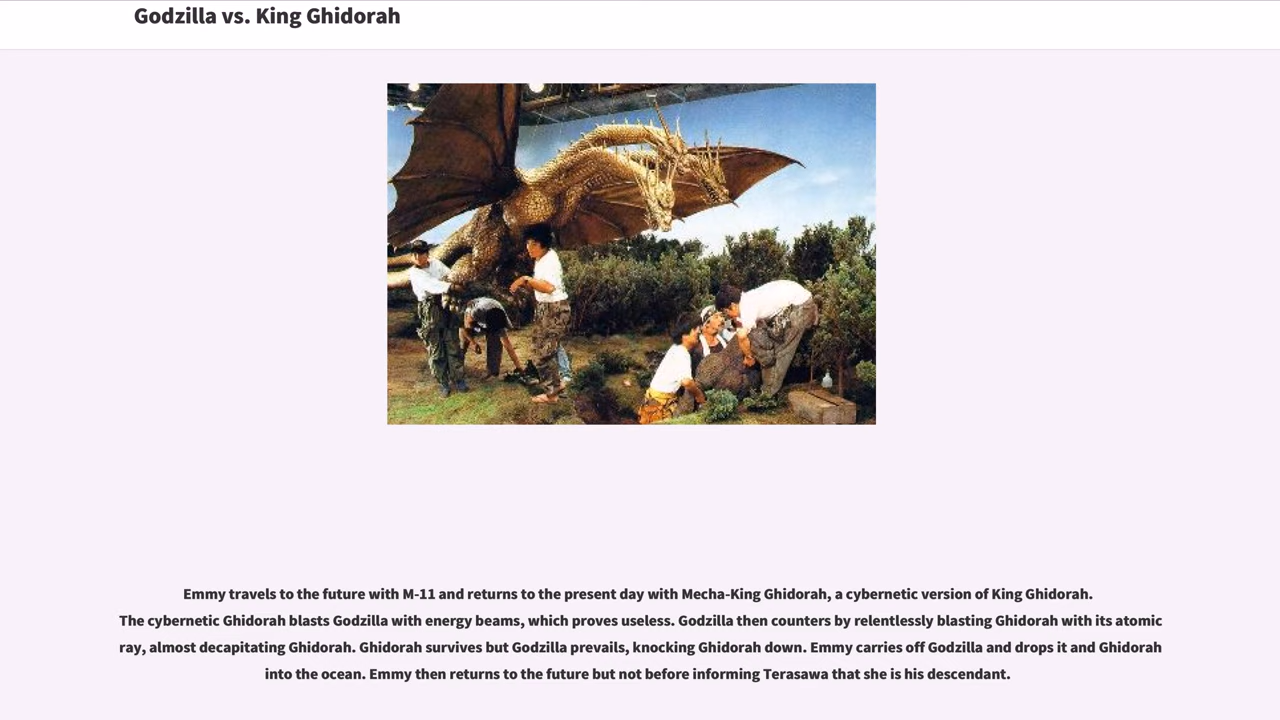 Godzilla vs. King Ghidorah
Emmy travels to the future with M-11 and returns to the present day with Mecha-King Ghidorah, a cybernetic version of King Ghidorah.
The cybernetic Ghidorah blasts Godzilla with energy beams, which proves useless. Godzilla then counters by relentlessly blasting Ghidorah with its atomic
ray, almost decapitating Ghidorah. Ghidorah survives but Godzilla prevails, knocking Ghidorah down. Emmy carries off Godzilla and drops it and Ghidorah
into the ocean. Emmy then returns to the future but not before informing Terasawa that she is his descendant.